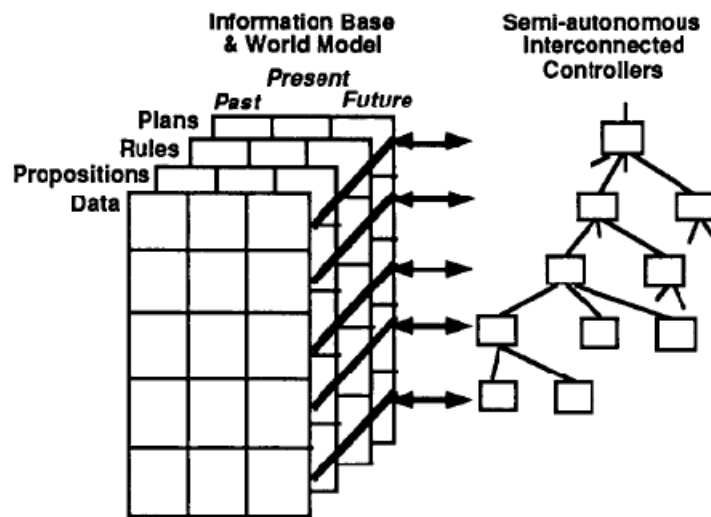 Information Base
& World Model
Semi-autonomous
Interconnected
Controllers
Present
Past
Future
Plans
Rules
Propositions
Data